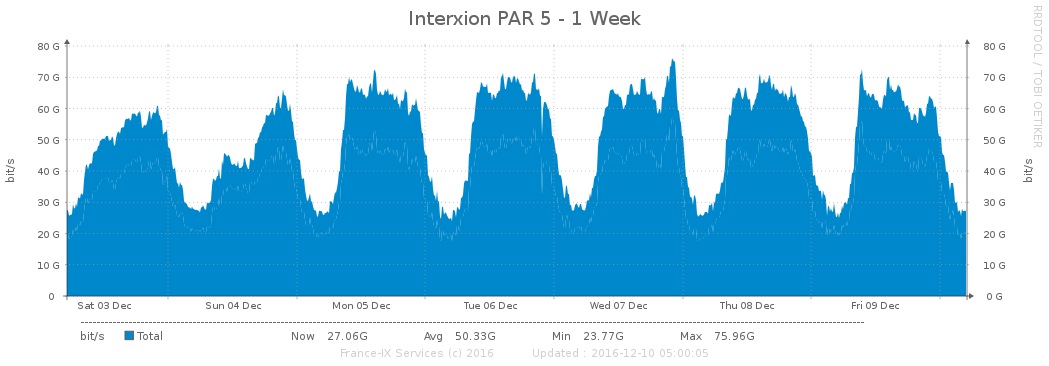 Interxion PAR 5 - 1 Week
RRDTOOL / TOBI OETIKER
bit/s
80 G 80 G
70 G 70 G
60 G 60 G
50 G 50 G
40 G 40 G
30 G 30 G
20 G 20 G
10 G 10 G
0 0 G
bit/s
Sat 03 Dec Sun 04 Dec Mon 05 Dec Tue 06 Dec Wed 07 Dec Thu 08 Dec Fri 09 Dec
bit/s Total Now 27.06G Avg 50.33G Min 23.77G Max 75.96G
France-IX Services (c) 2016 Updated : 2016-12-10 05:00:05